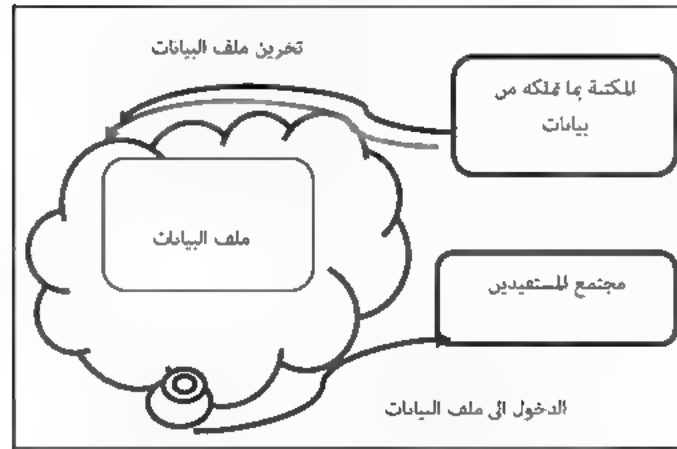 تخزين ملف البيانات
المكتبة بما تملكه من
بيانات
ملف البيانات
مجتمع المستفيدين
الدخول الى ملف البيانات